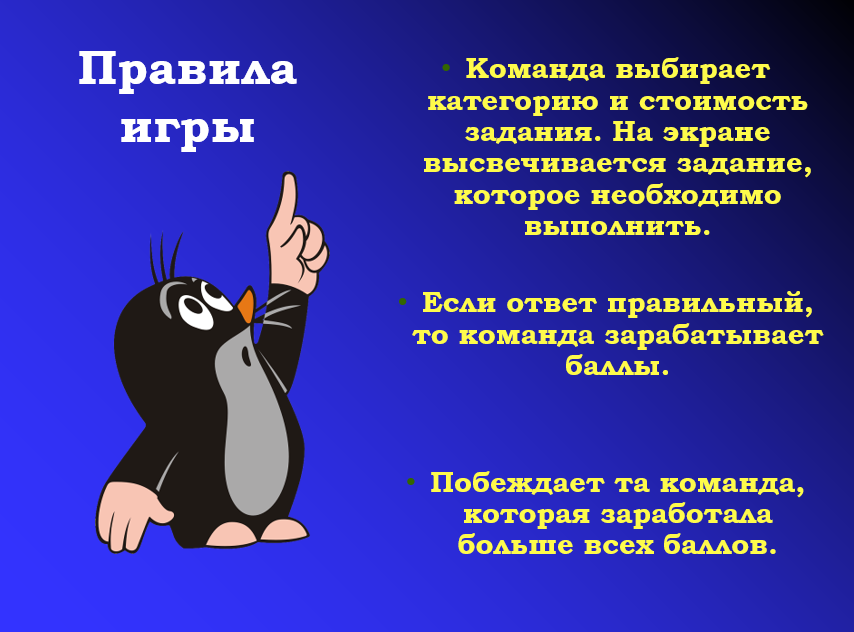 Правила
игры
• Команда выбирает
категорию и стоимость
задания. На экране
высвечивается задание,
которое необходимо
выполнить.
• Если ответ правильный,
то команда зарабатывает
баллы.
• Побеждает та команда,
которая заработала
больше всех баллов.